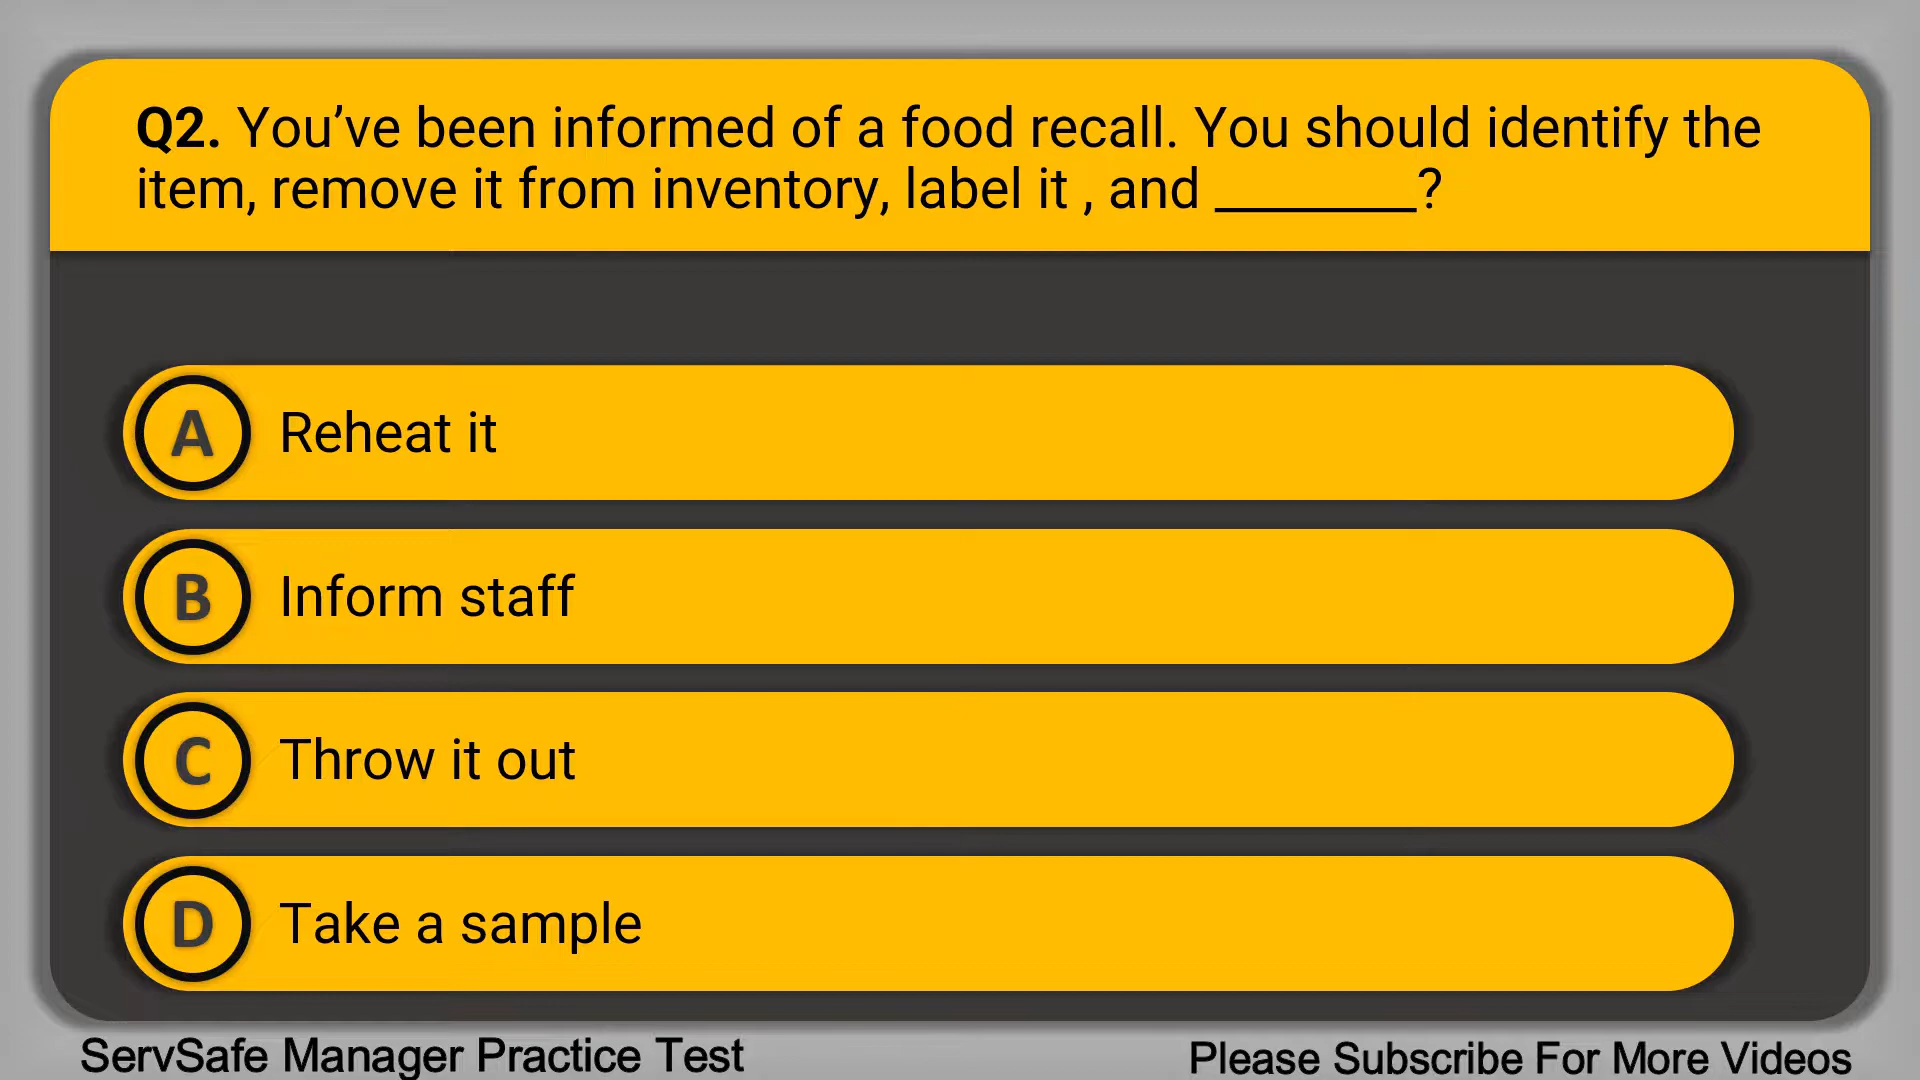 Q2. You’ve been informed of a food recall. You should identify the
item, remove it from inventory, label it , and ________?
A Reheat it
B Inform staff
C Throw it out
D Take a sample
ServSafe Manager Practice Test
Please Subscribe For More Videos